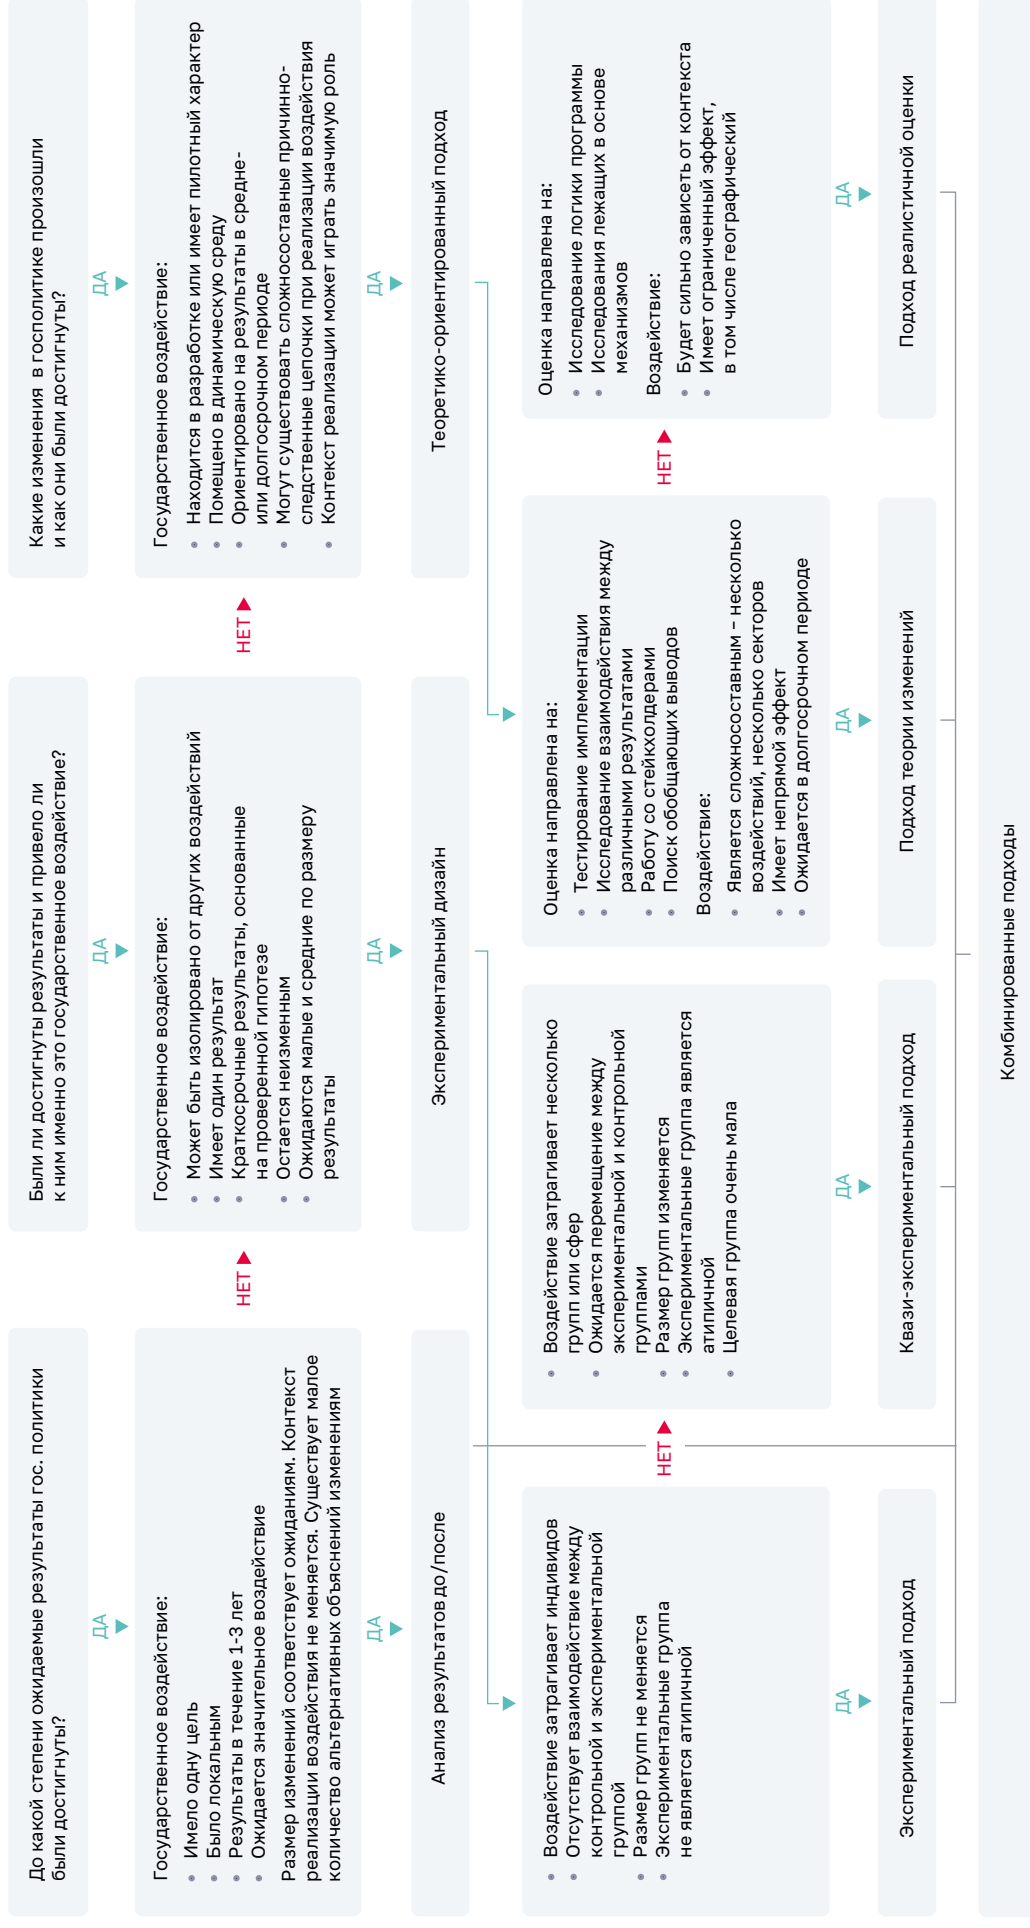 До какой степени ожидаемые результаты гос. политики
были достигнуты?
Были ли достигнуты результаты и привело ли
к ним именно это государственное воздействие?
Какие изменения в госполитике произошли
и как они были достигнуты?
ДА
ДА
ДА
Государственное воздействие:
Имело одну цель
Было локальным
Результаты в течение 1-3 лет
Ожидается значительное воздействие
Размер изменений соответствует ожиданиям. Контекст
реализации воздействия не меняется. Существует малое
количество альтернативных объяснений изменениям
НЕТ
Государственное воздействие:
Может быть изолировано от других воздействий
Имеет один результат
Краткосрочные результаты, основанные
на проверенной гипотезе
Остается неизменным
Ожидаются малые и средние по размеру
результаты
НЕТ
Государственное воздействие:
Находится в разработке или имеет пилотный характер
Помещено в динамическую среду
Ориентировано на результаты в средне-
или долгосрочном периоде
Могут существовать сложносоставные причинно-
следственные цепочки при реализации воздействия
Контекст реализации может играть значимую роль
ДА
ДА
ДА
Анализ результатов до/после
Экспериментальный дизайн
Теоретико-ориентированный подход
Воздействие затрагивает индивидов
Отсутствует взаимодействие между
контрольной и экспериментальной
группой
Размер групп не меняется
Экспериментальные группа
не является атипичной
НЕТ
Воздействие затрагивает несколько
групп или сфер
Ожидается перемещение между
экспериментальной и контрольной
группами
Размер групп изменяется
Экспериментальные группа является
атипичной
Целевая группа очень мала
Оценка направлена на:
Тестирование имплементации
Исследование взаимодействия между
различными результатами
Работу со стейкхолдерами
Поиск обобщающих выводов
Воздействие:
Является сложносоставным – несколько
воздействий, несколько секторов
Имеет непрямой эффект
Ожидается в долгосрочном периоде
НЕТ
Оценка направлена на:
Исследование логики программы
Исследования лежащих в основе
механизмов
Воздействие:
Будет сильно зависеть от контекста
Имеет ограниченный эффект,
в том числе географический
ДА
ДА
ДА
ДА
Экспериментальный подход
Квази-экспериментальный подход
Подход теории изменений
Подход реалистичной оценки
Комбинированные подходы